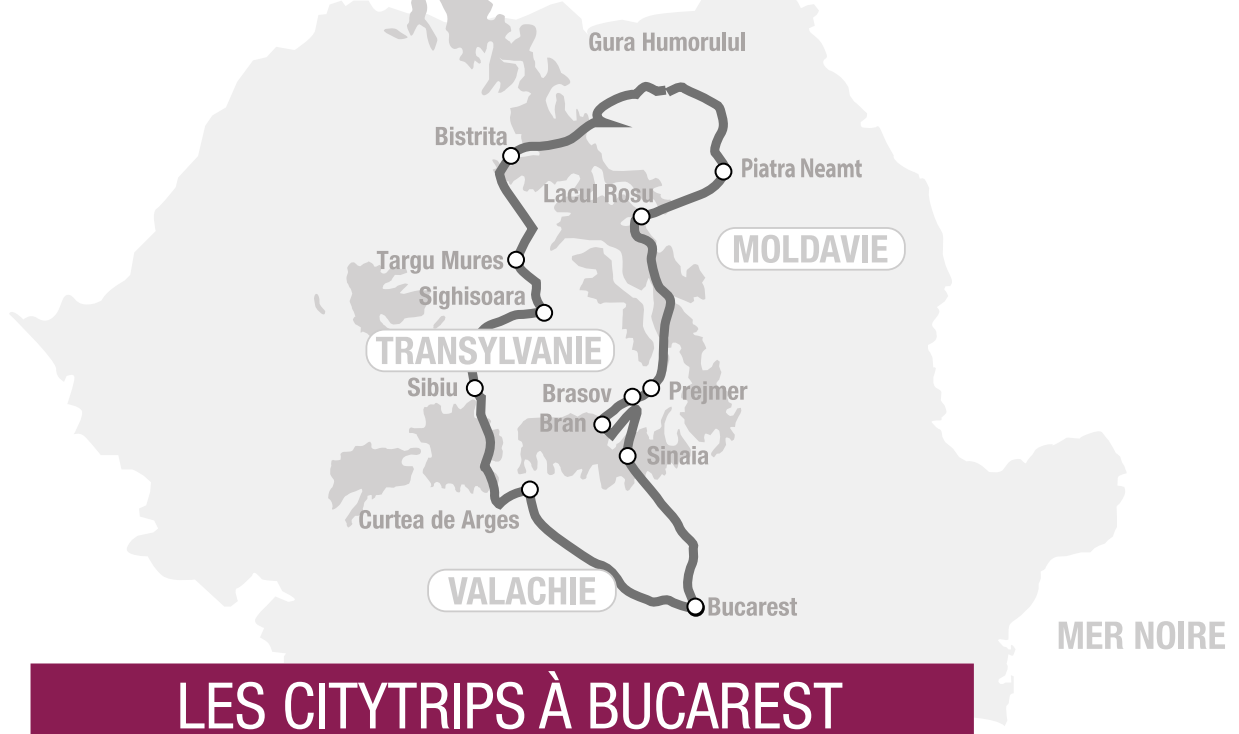 Gura Humorulul
Bistrita
Piatra Neamt
Lacul Rosu
MOLDAVIE
Targu Mures
Sighisoara
TRANSYLVANIE
Sibiu
Brasov
Prejmer
Bran
Sinaia
Curtea de Arges
VALACHIE
Bucarest
MER NOIRE
LES CITYTRIPS À BUCAREST